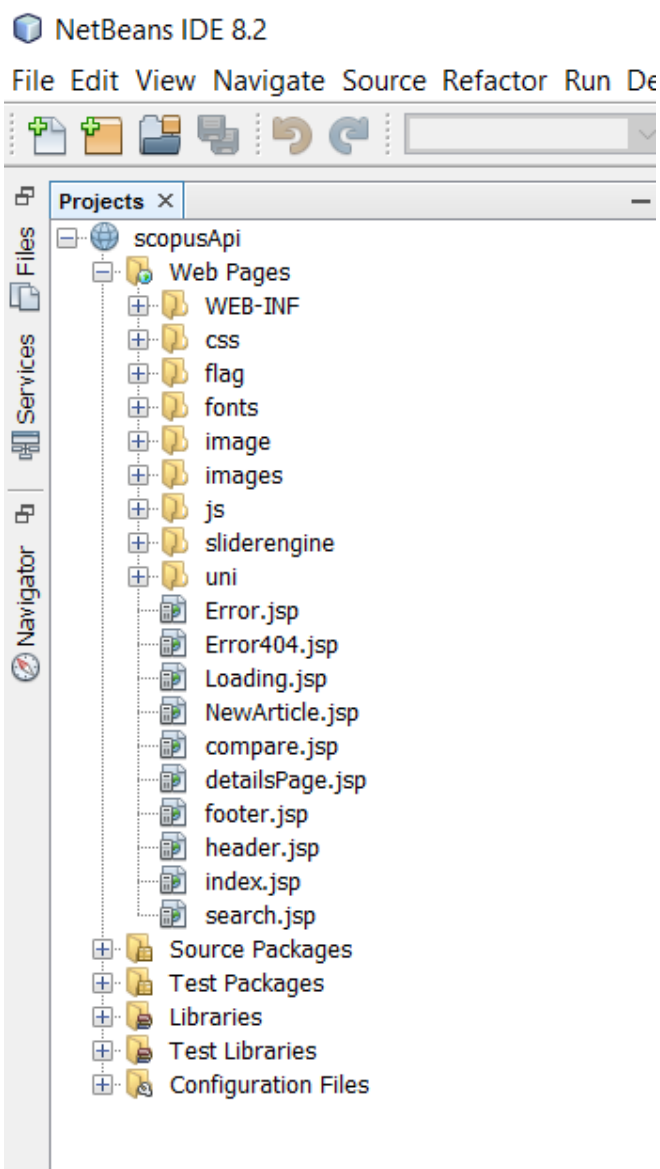 NetBeans IDE 8.2
File Edit View Navigate Source Refactor Run De
Projects
Files
Services
Navigator
scopusApi
Web Pages
WEB-INF
css
flag
fonts
image
images
js
sliderengine
uni
Error.jsp
Error404.jsp
Loading.jsp
NewArticle.jsp
compare.jsp
detailsPage.jsp
footer.jsp
header.jsp
index.jsp
search.jsp
Source Packages
Test Packages
Libraries
Test Libraries
Configuration Files